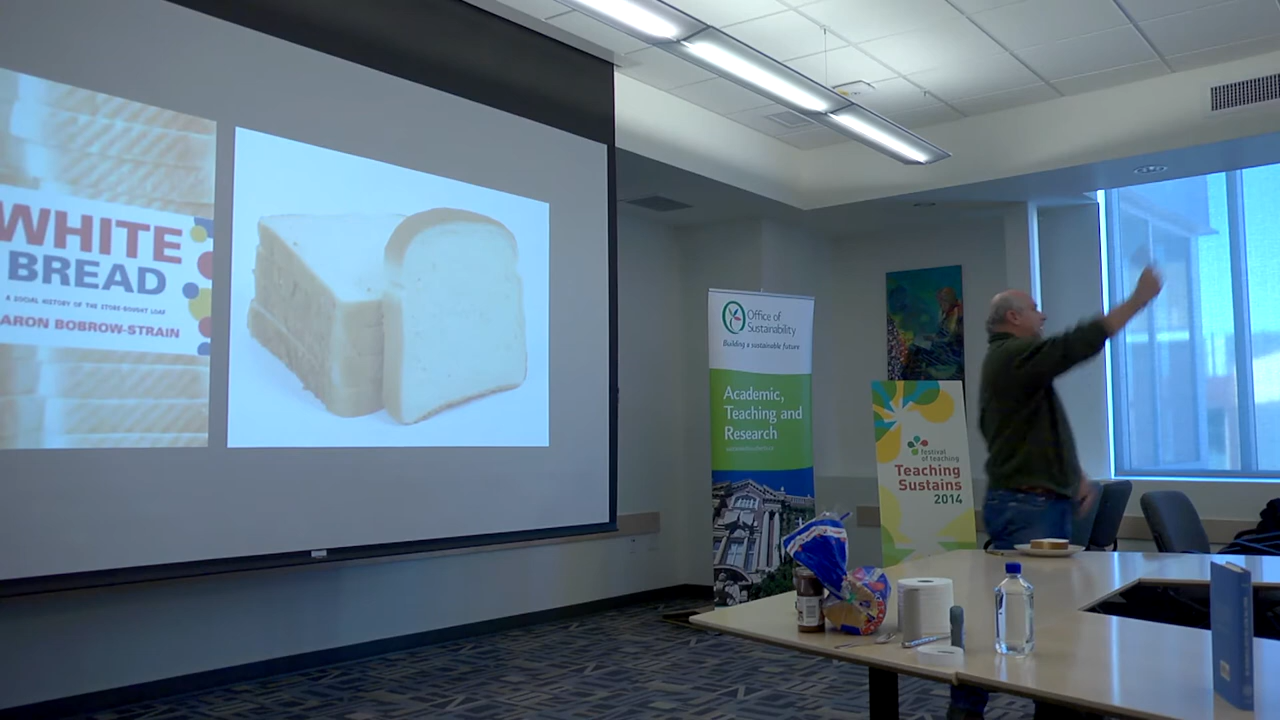 WHITE
BREAD
A SOCIAL HISTORY OF THE STORE-BOUGHT LOAF
ARON BOBROW-STRAIN
Office of
Sustainability
Building a sustainable future
Academic,
Teaching and
Research
festival
of teaching
Teaching
Sustains
2014